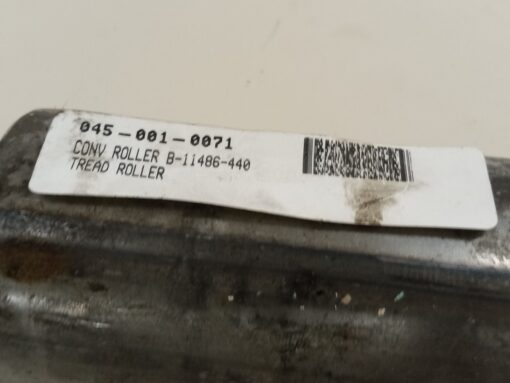 045-001-0071
CONV ROLLER B-11486-440
TREAD ROLLER